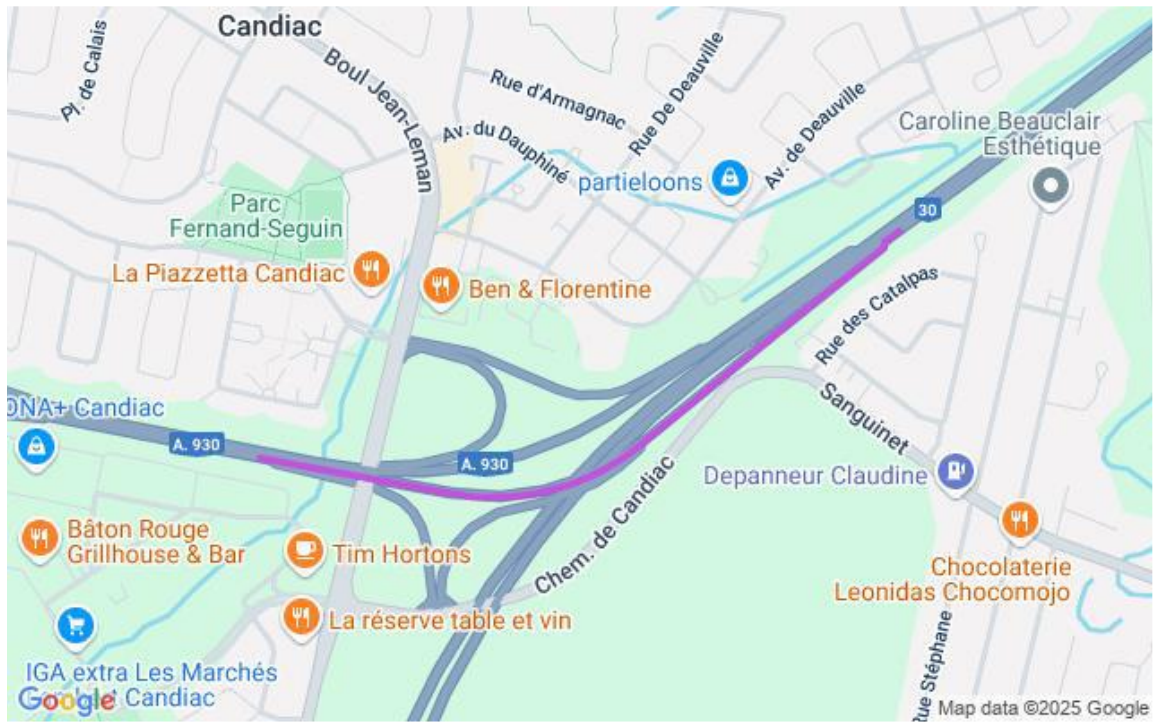 Candiac
Pl. de Calais
Boul Jean-Leman
Rue d'Armagnac
Rue De Deauville
Av. du Dauphiné
Av. de Deauville
Caroline Beauclair
Esthétique
partieloons
Parc
Fernand-Seguin
30
La Piazzetta Candiac
Ben & Florentine
Rue des Catalpas
Sanguinet
ONA+ Candiac
A. 930
A. 930
Depanneur Claudine
Chem. de Candiac
Bâton Rouge
Grillhouse & Bar
Tim Hortons
Chocolaterie
Leonidas Chocomojo
La réserve table et vin
Rue Stéphane
IGA extra Les Marchés
Candiac
Google
Map data ©2025 Google